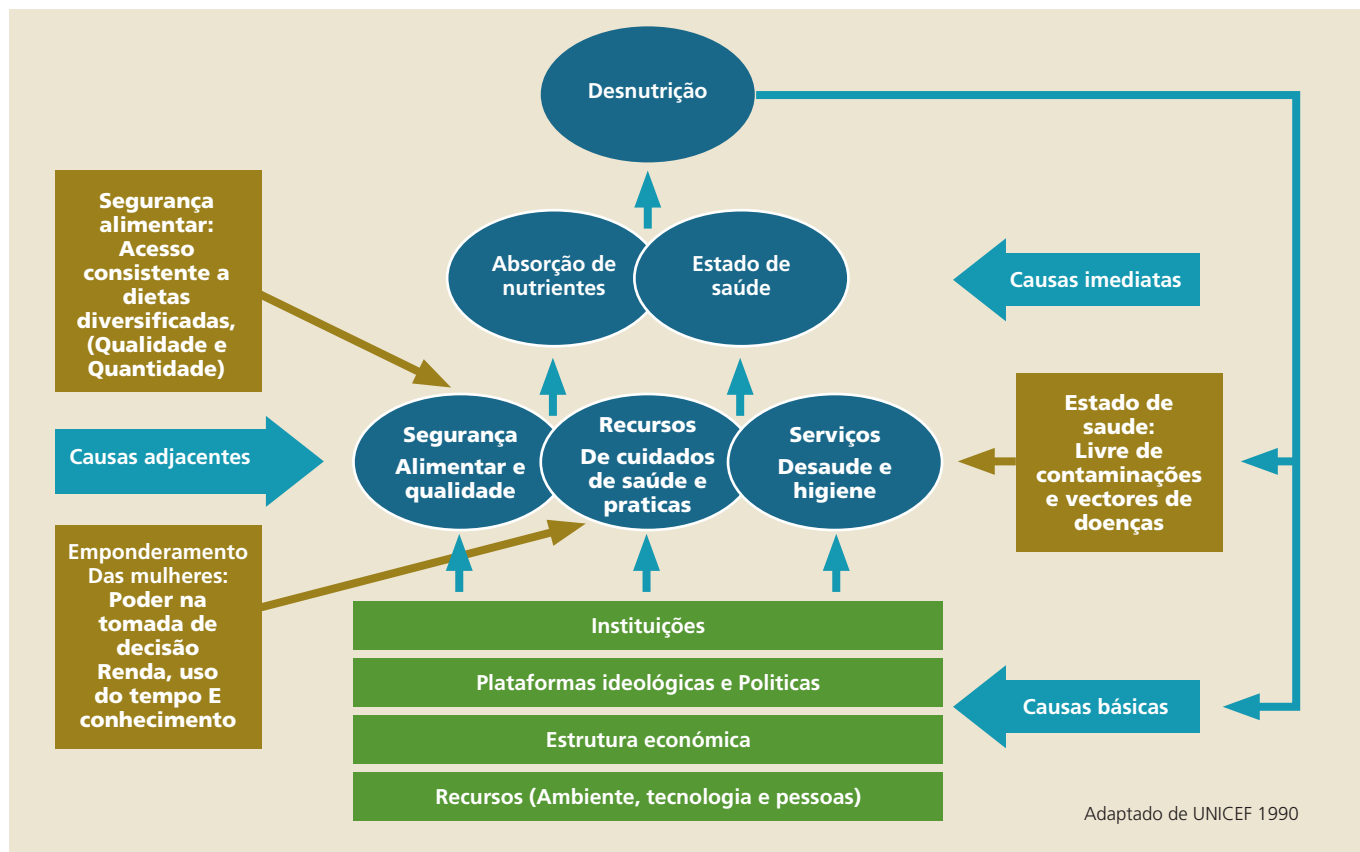 Desnutrição
Segurança
alimentar:
Acesso
consistente a
dietas
diversificadas,
(Qualidade e
Quantidade)
Absorção de
nutrientes
Estado de
saúde
Causas imediatas
Causas adjacentes
Segurança
Alimentar e
qualidade
Recursos
De cuidados
de saúde e
praticas
Serviços
Desaude e
higiene
Estado de
saude:
Livre de
contaminações
e vectores de
doenças
Emponderamento
Das mulheres:
Poder na
tomada de
decisão
Renda, uso
do tempo E
conhecimento
Instituições
Plataformas ideológicas e Politicas
Estrutura económica
Recursos (Ambiente, tecnologia e pessoas)
Causas básicas
Adaptado de UNICEF 1990